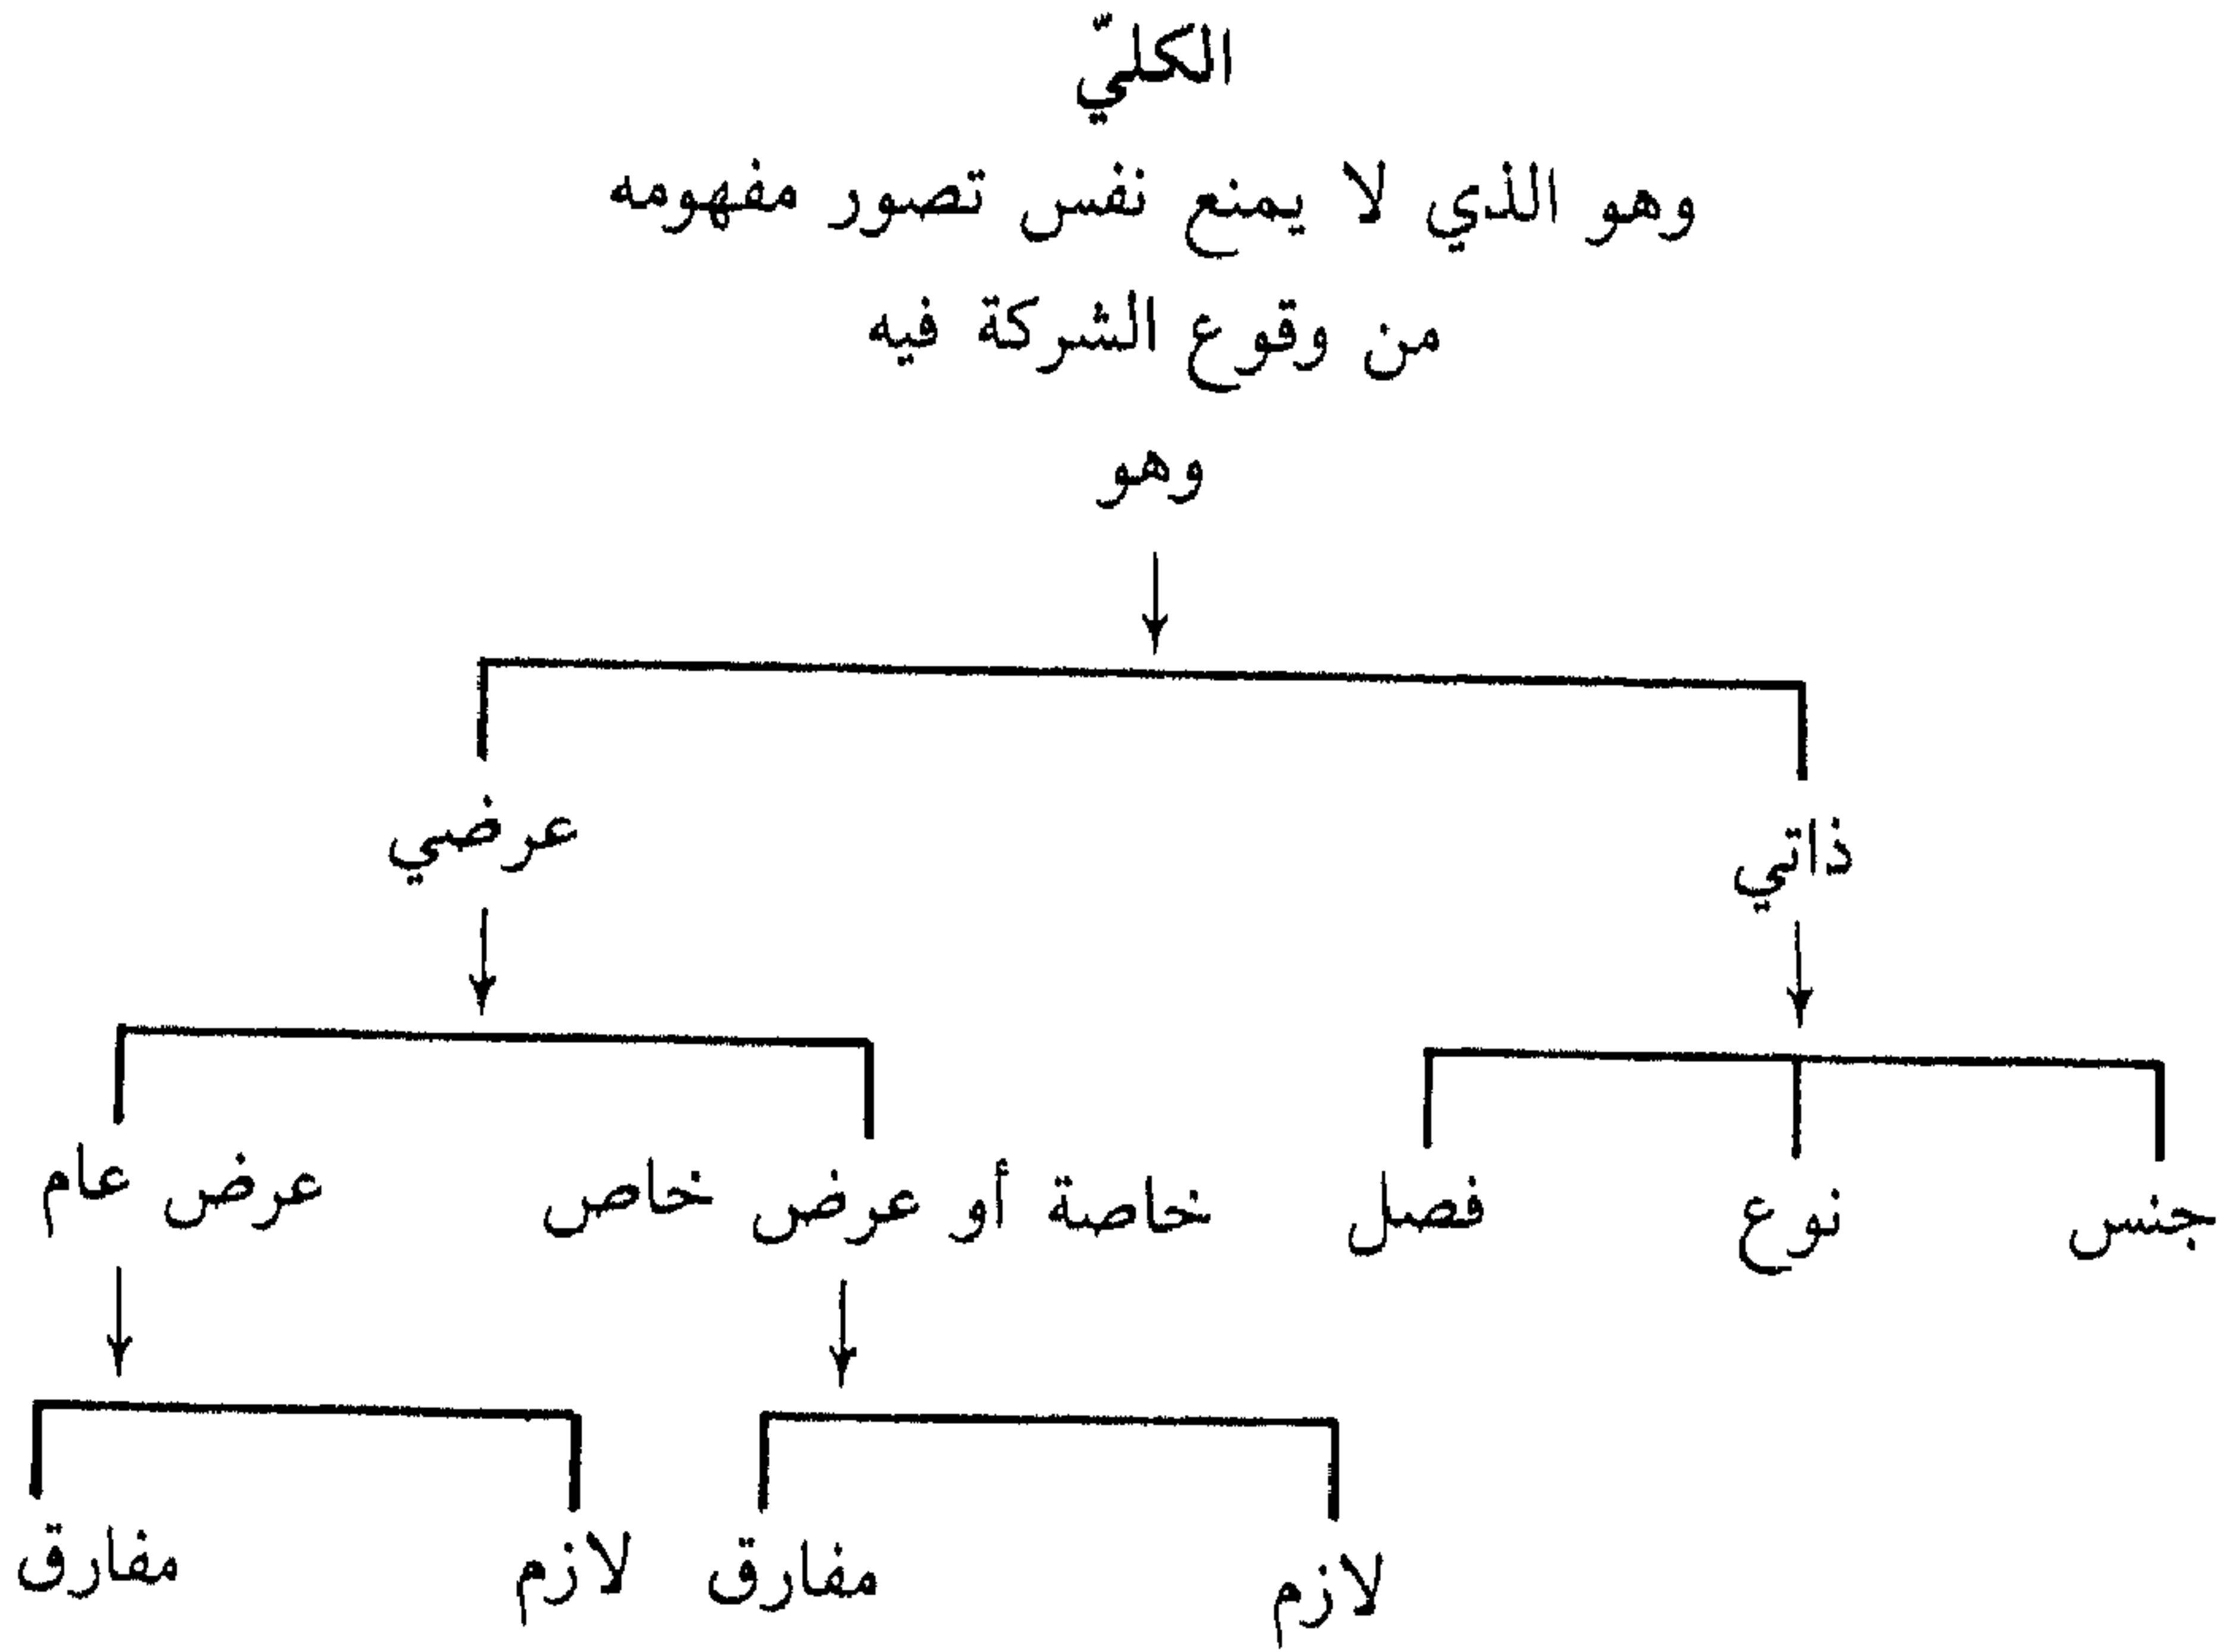 الكليّ
وهو الذي لا يمنع نفس تصور مفهومه
من وقوع الشركة فيه
وهو
ذاتي عرضي
جنس نوع فصل خاصة أو عرض خاص عرض عام
لازم مفارق لازم مفارق